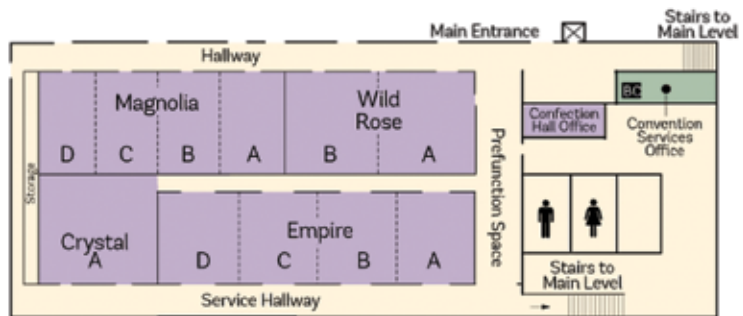 Stairs to
Main Level
Main Entrance
Hallway
Magnolia
Wild
Rose
D C B A B A
BC
Confection
Hall Office
Convention
Services
Office
Storage
Prefunction Space
Crystal
A
Empire
D C B A
Stairs to
Main Level
Service Hallway